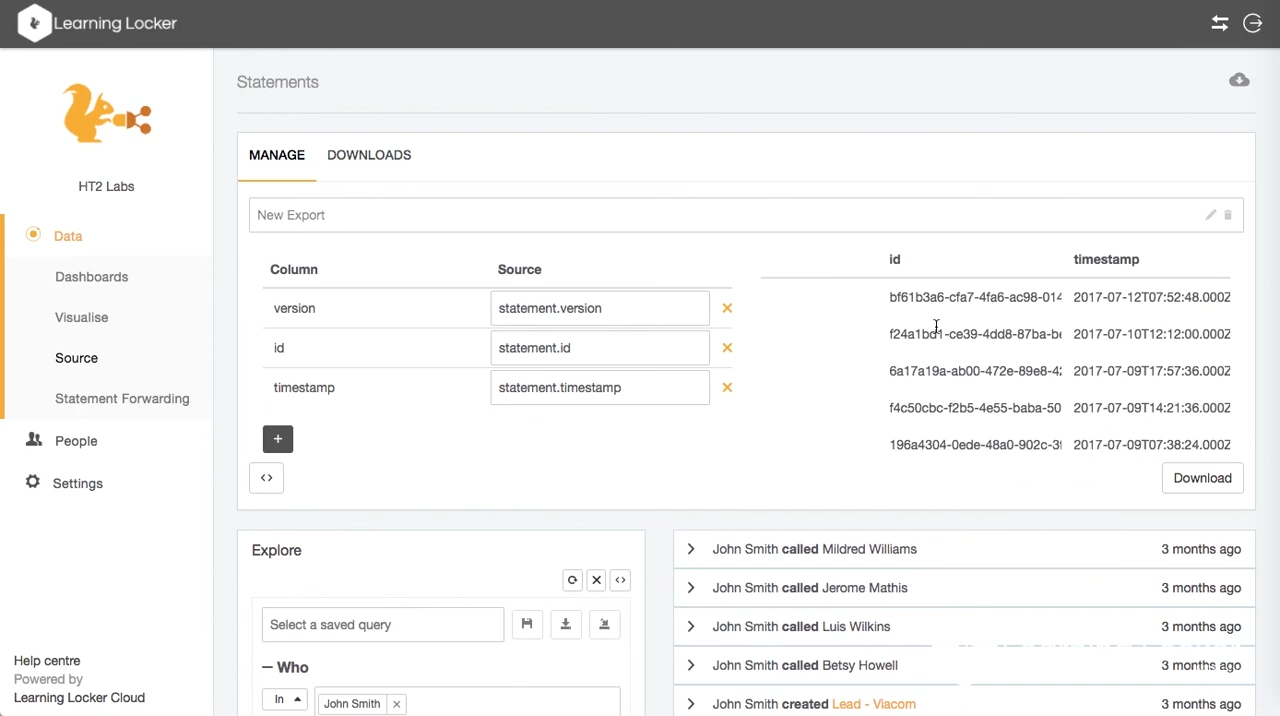 Learning Locker
Statements
HT2 Labs
Data
Dashboards
Visualise
Source
Statement Forwarding
People
Settings
Help centre
Powered by
Learning Locker Cloud
MANAGE DOWNLOADS
New Export
Column Source
version statement.version
id statement.id
timestamp statement.timestamp
+
<>
id timestamp
bf61b3a6-cfa7-4fa6-ac98-014 2017-07-12T07:52:48.000Z
f24a1bd1-ce39-4dd8-87ba-be 2017-07-10T12:12:00.000Z
6a17a19a-ab00-472e-89e8-42 2017-07-09T17:57:36.000Z
f4c50cbc-f2b5-4e55-baba-50 2017-07-09T14:21:36.000Z
196a4304-0ede-48a0-902c-3f 2017-07-09T07:38:24.000Z
Download
Explore
<>
Select a saved query
Who
In John Smith
John Smith called Mildred Williams 3 months ago
John Smith called Jerome Mathis 3 months ago
John Smith called Luis Wilkins 3 months ago
John Smith called Betsy Howell 3 months ago
John Smith created Lead - Viacom 3 months ago